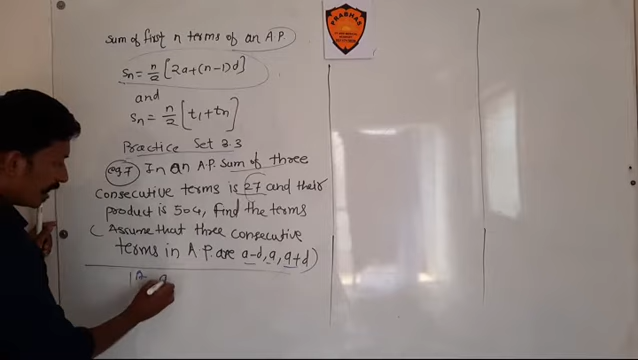 Sum of first n terms of an A.P
PRABHAS
Sn = n/2 [2a+(n-1)d]
and
Sn = n/2 [t1+tn]
Practice Set 3.3
In an A.P. sum of three
consecutive terms is 27 and their
product is 504, find the terms
(Assume that three consecutive
terms in A.P. are a-d, a, a+d)